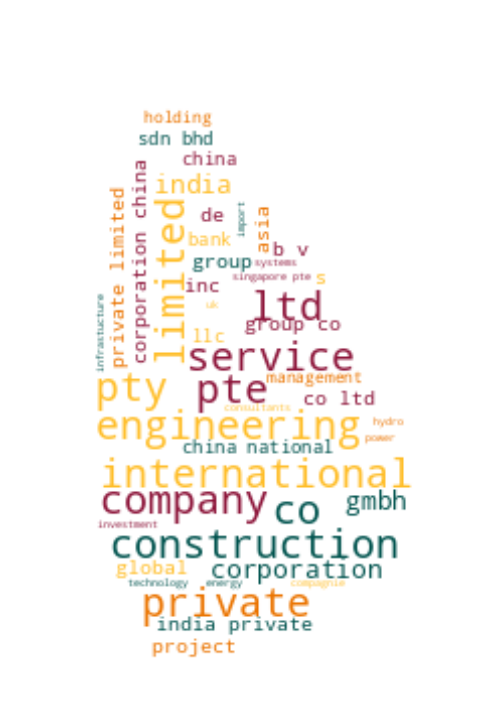 holding
sdn bhd
china
india
private limited
corporation china
limited
de
import
asia
bank
b v
group
systems
singapore pte
s
inc
uk
ltd
group co
infrastucture
llc
service
pty
pte
management
co ltd
consultants
engineering
hydro
power
china national
international
company
co
gmbh
investment
construction
global
corporation
technology
energy
compagnie
private
india private
project